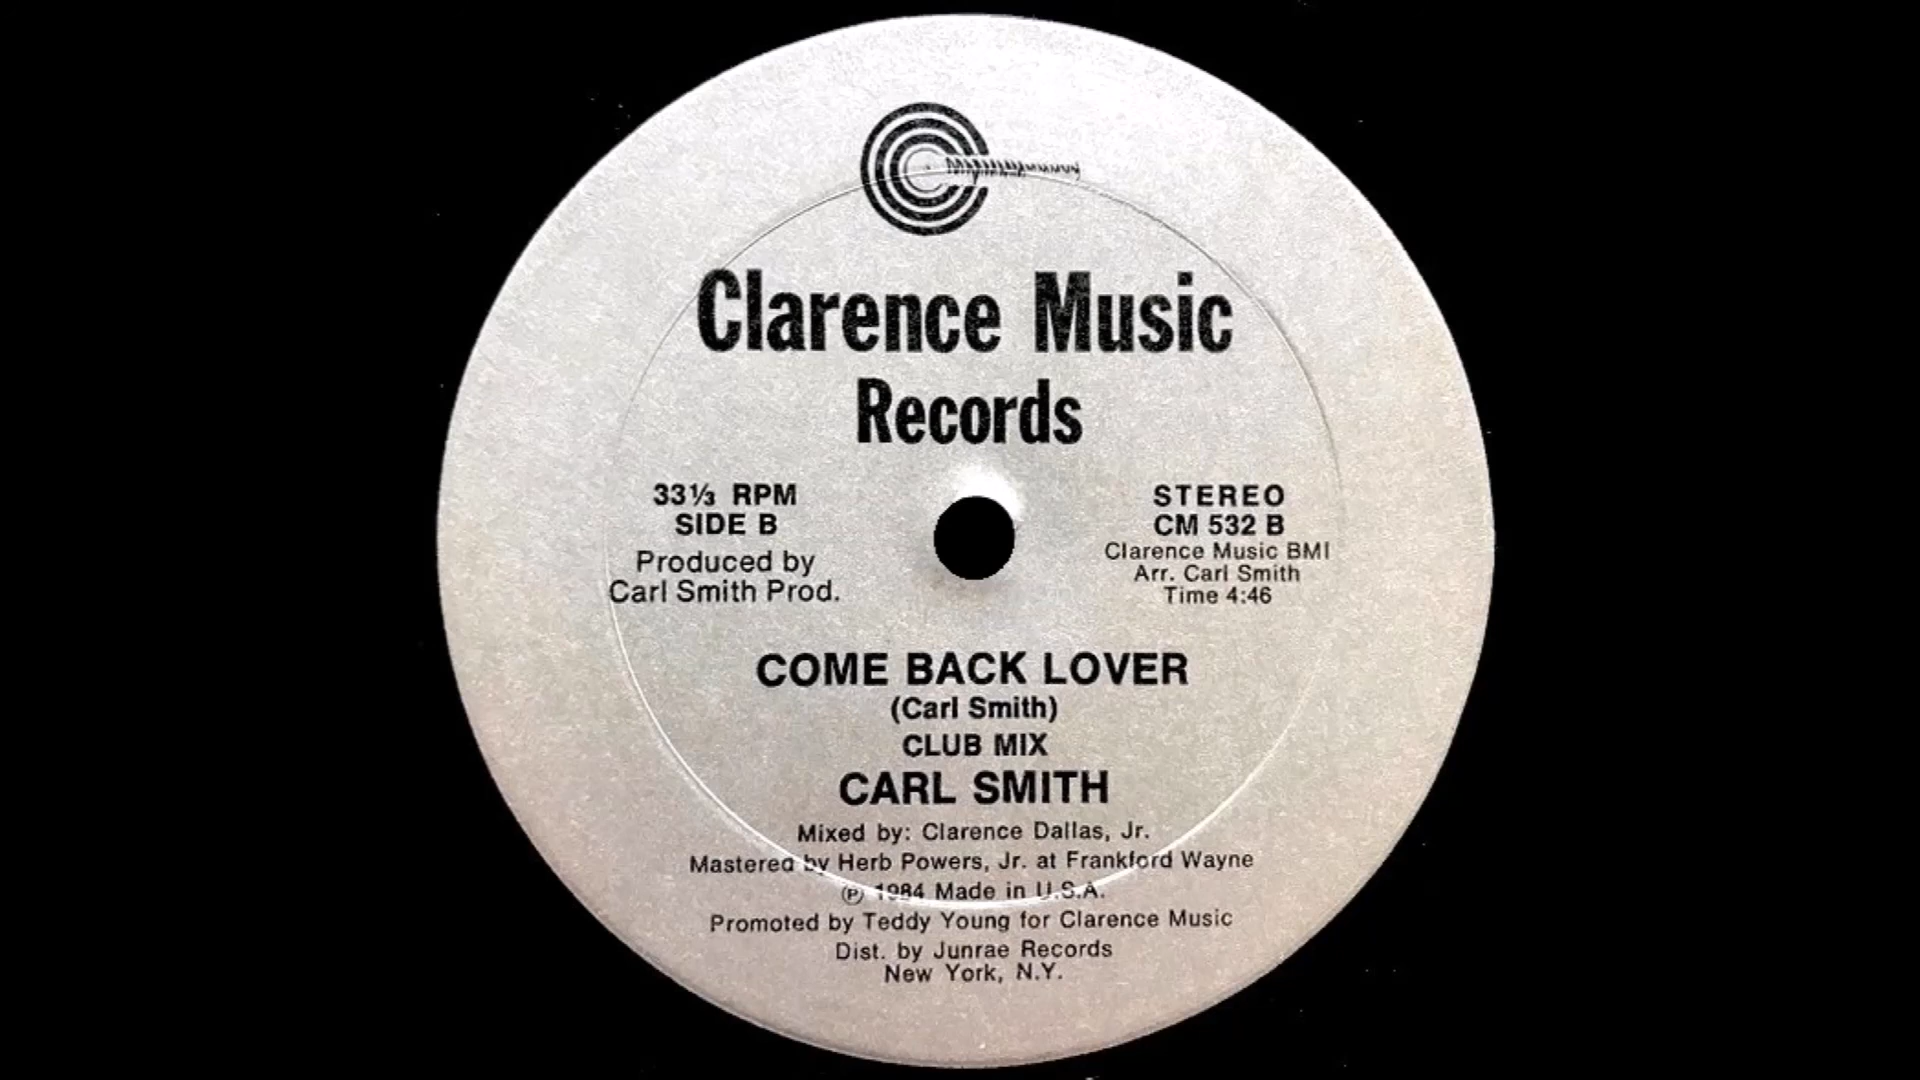 Clarence Music
Records
33⅓ RPM
SIDE B
Produced by
Carl Smith Prod.
STEREO
CM 532 B
Clarence Music BMI
Arr. Carl Smith
Time 4:46
COME BACK LOVER
(Carl Smith)
CLUB MIX
CARL SMITH
Mixed by: Clarence Dallas, Jr.
Mastered by Herb Powers, Jr. at Frankford Wayne
℗ 1984 Made in U.S.A.
Promoted by Teddy Young for Clarence Music
Dist. by Junrae Records
New York, N.Y.